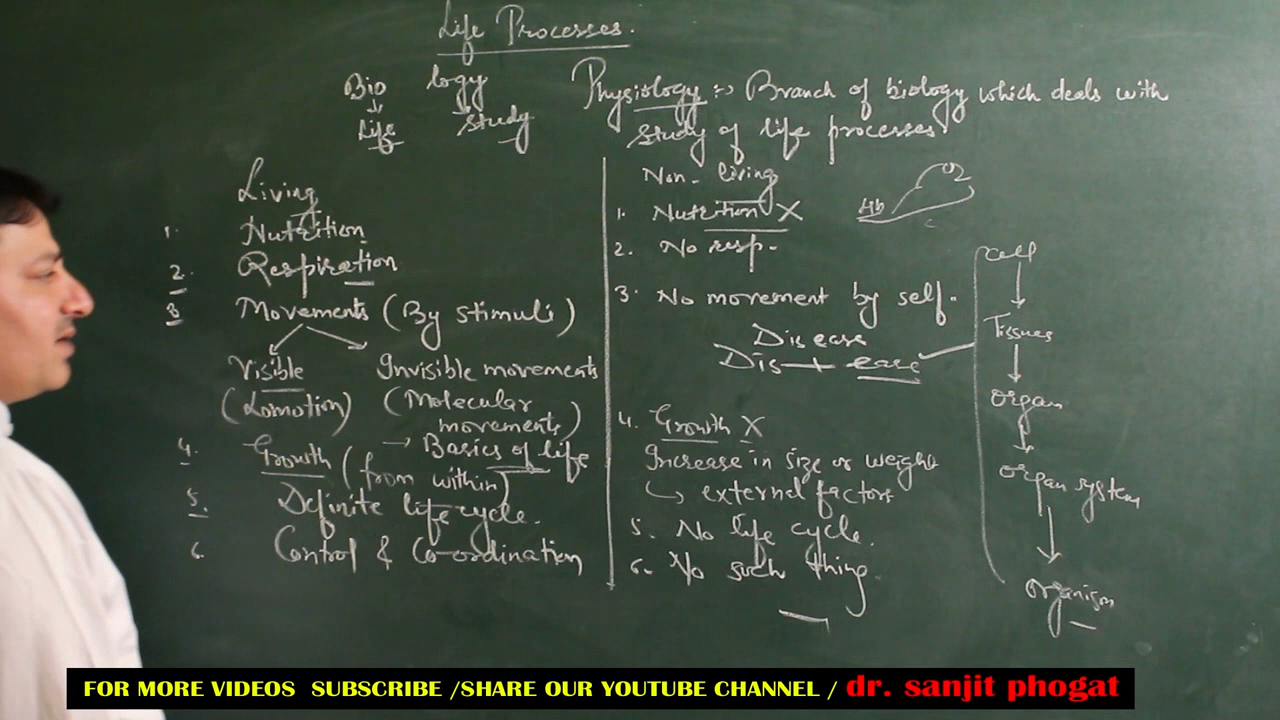 Life Processes.
Bio logy
Life study
Physiology :-> Branch of biology which deals with
study of life processes.
Living
1. Nutrition
2. Respiration
3 Movements (By stimuli)
Visible Invisible movements
(Lomotion) (Molecular
movements)
→ Basics of life
4. Growth (from within)
5. Definite life cycle.
6. Control & Co-ordination
Non-living
1. Nutrition X
2. No resp.
3. No movement by self.
Disease
Dis + ease
4. Growth X
Increase in size or weight
↳ external factors
5. No life cycle.
6. No such thing.
Hb O2
Cell
Tissues
organ
organ system
organism
FOR MORE VIDEOS SUBSCRIBE /SHARE OUR YOUTUBE CHANNEL / dr. sanjit phogat